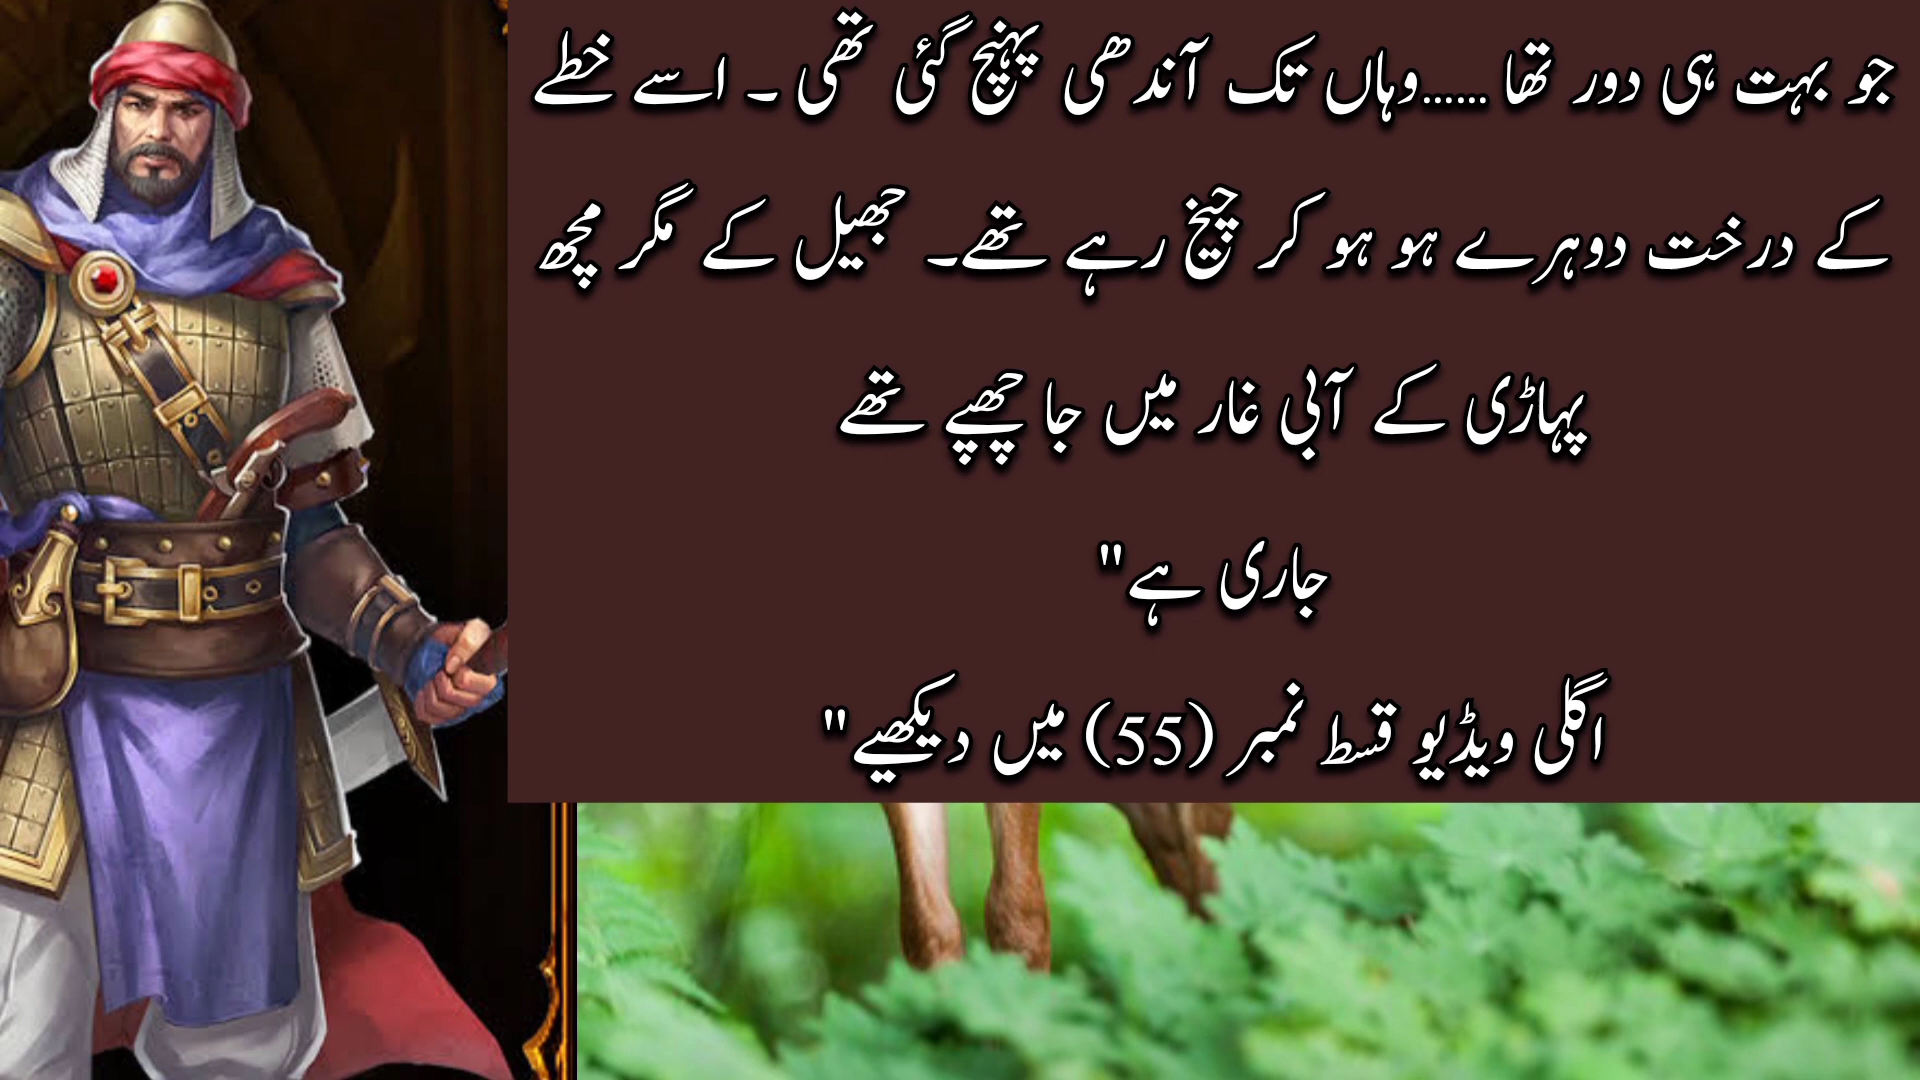 جو بہت ہی دور تھا ......وہاں تک آندھی پہنچ گئی تھی ۔ اسے خطے
کے درخت دوہرے ہو ہو کر چیخ رہے تھے۔ جھیل کے مگر مچھ
پہاڑی کے آبی غار میں جا چھپے تھے
جاری ہے"
اگلی ویڈیو قسط نمبر (55) میں دیکھیے"